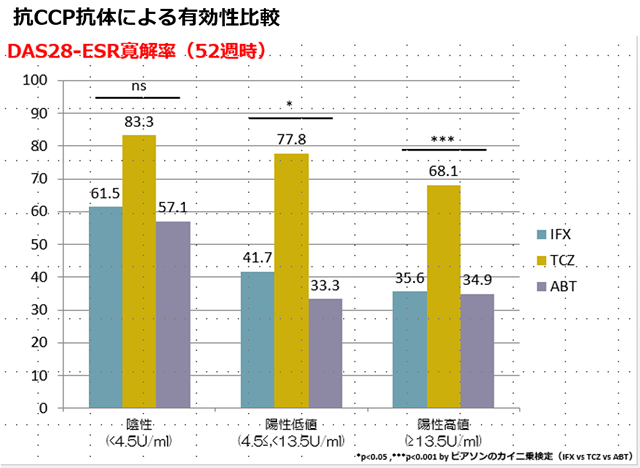 抗CCP抗体による有効性比較
DAS28-ESR寛解率（52週時）
100
90
80
70
60
50
40
30
20
10
0
ns
*
***
61.5
83.3
57.1
41.7
77.8
33.3
35.6
68.1
34.9
IFX
TCZ
ABT
陰性
(<4.5U/ml)
陽性低値
(4.5≤,<13.5U/ml)
陽性高値
(≥13.5U/ml)
*p<0.05 ,***p<0.001 by ピアソンのカイ二乗検定（IFX vs TCZ vs ABT）